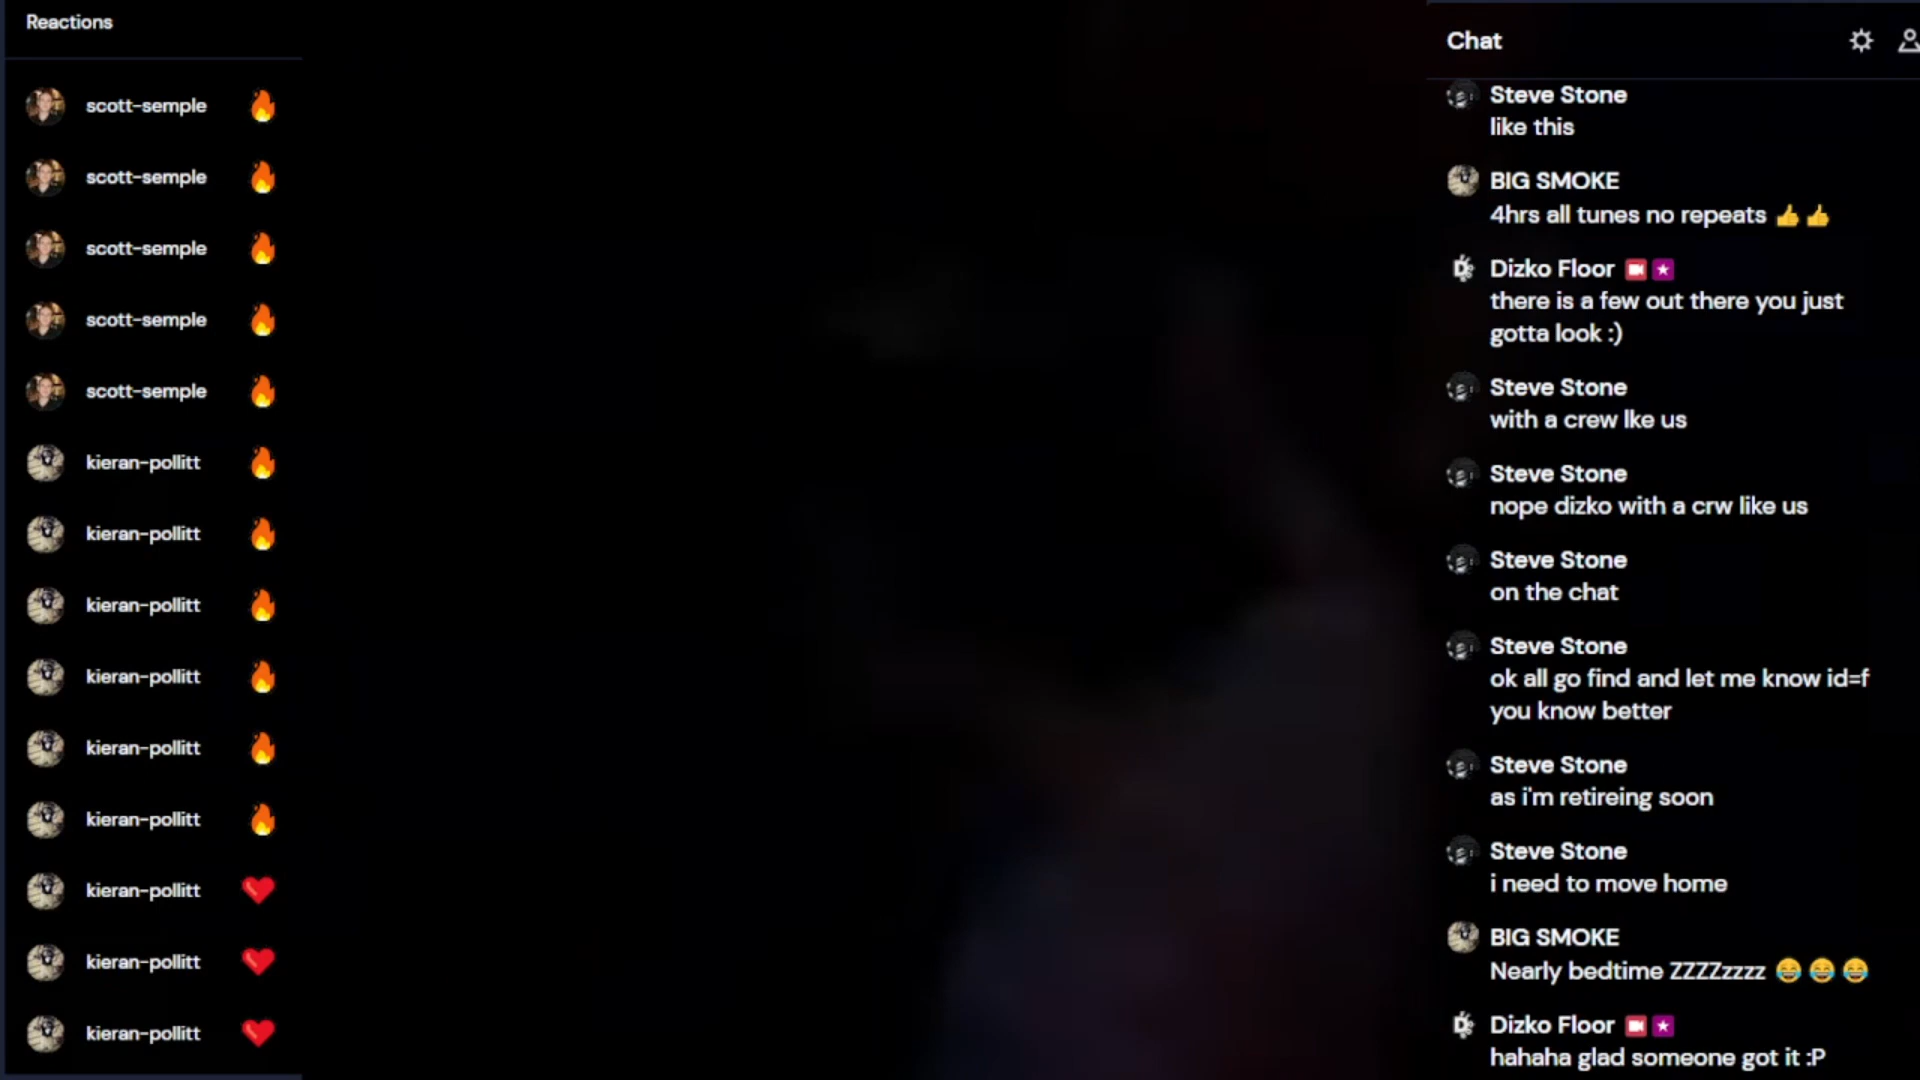 Reactions
scott-semple
scott-semple
scott-semple
scott-semple
scott-semple
kieran-pollitt
kieran-pollitt
kieran-pollitt
kieran-pollitt
kieran-pollitt
kieran-pollitt
kieran-pollitt
kieran-pollitt
kieran-pollitt
Chat
Steve Stone
like this
BIG SMOKE
4hrs all tunes no repeats 👍 👍
Dizko Floor
there is a few out there you just
gotta look :)
Steve Stone
with a crew lke us
Steve Stone
nope dizko with a crw like us
Steve Stone
on the chat
Steve Stone
ok all go find and let me know id=f
you know better
Steve Stone
as i'm retireing soon
Steve Stone
i need to move home
BIG SMOKE
Nearly bedtime ZZZZzzzz 😂 😂 😂
Dizko Floor
hahaha glad someone got it :P